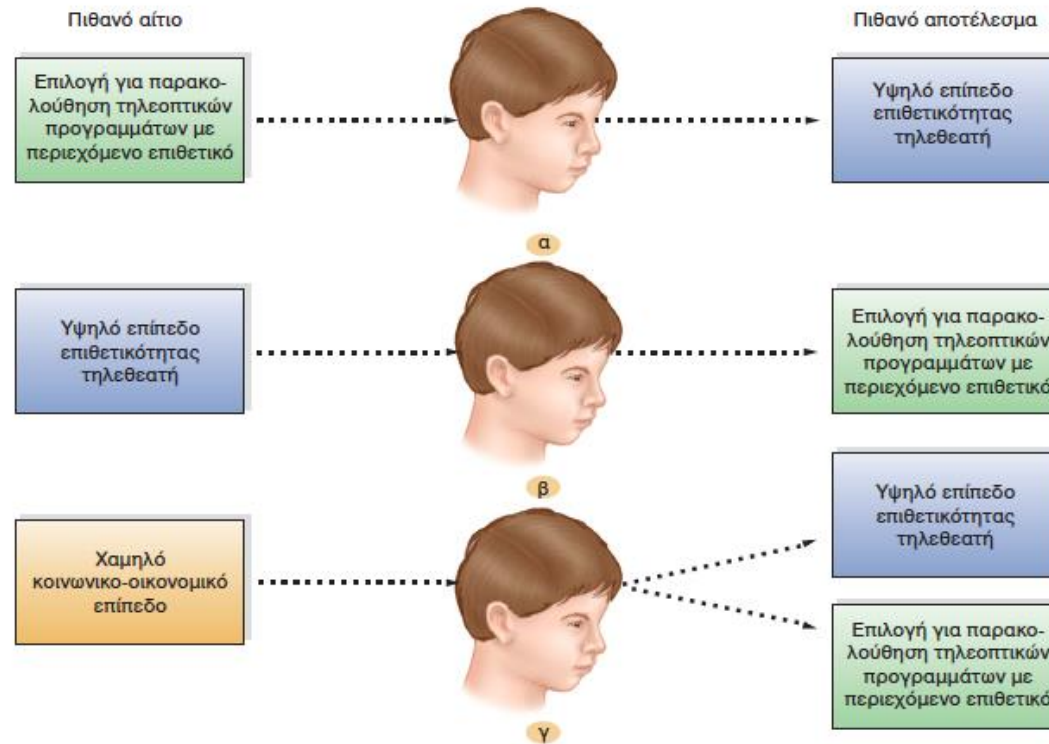 Πιθανό αίτιο
Πιθανό αποτέλεσμα
Επιλογή για παρακο-
λούθηση τηλεοπτικών
προγραμμάτων με
περιεχόμενο επιθετικό
Υψηλό επίπεδο
επιθετικότητας
τηλεθεατή
α
Υψηλό επίπεδο
επιθετικότητας
τηλεθεατή
Επιλογή για παρακο-
λούθηση τηλεοπτικών
προγραμμάτων με
περιεχόμενο επιθετικό
β
Χαμηλό
κοινωνικο-οικονομικό
επίπεδο
Υψηλό επίπεδο
επιθετικότητας
τηλεθεατή
Επιλογή για παρακο-
λούθηση τηλεοπτικών
προγραμμάτων με
περιεχόμενο επιθετικό
γ